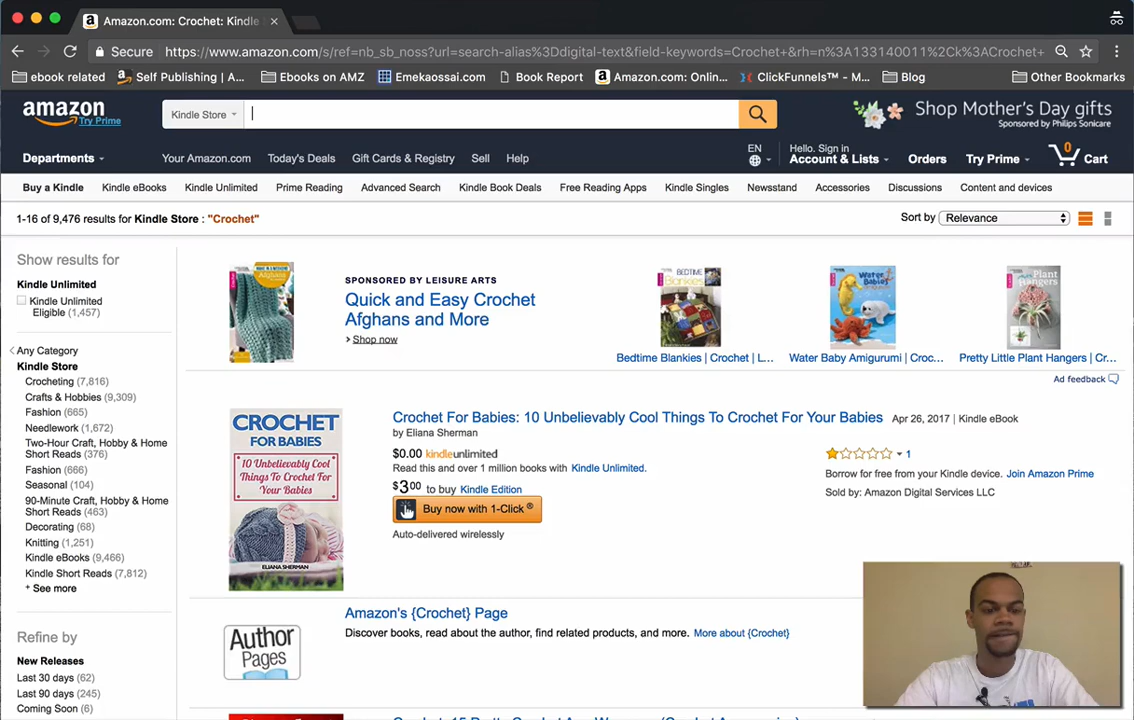 Amazon.com: Crochet: Kindle
Secure https://www.amazon.com/s/ref=nb_sb_noss?url=search-alias%3Ddigital-text&field-keywords=Crochet+&rh=n%3A133140011%2Ck%3ACrochet+
ebook related Self Publishing | A... Ebooks on AMZ Emekaossai.com Book Report Amazon.com: Onlin... ClickFunnels™ - M... Blog Other Bookmarks
amazon Try Prime Kindle Store Shop Mother's Day gifts
Sponsored by Philips Sonicare
Departments Your Amazon.com Today's Deals Gift Cards & Registry Sell Help EN Hello. Sign in Account & Lists Orders Try Prime 0 Cart
Buy a Kindle Kindle eBooks Kindle Unlimited Prime Reading Advanced Search Kindle Book Deals Free Reading Apps Kindle Singles Newsstand Accessories Discussions Content and devices
1-16 of 9,476 results for Kindle Store : "Crochet" Sort by Relevance
Show results for
Kindle Unlimited
Kindle Unlimited
Eligible (1,457)
Any Category
Kindle Store
Crocheting (7,816)
Crafts & Hobbies (9,309)
Fashion (665)
Needlework (1,672)
Two-Hour Craft, Hobby & Home
Short Reads (376)
Fashion (666)
Seasonal (104)
90-Minute Craft, Hobby & Home
Short Reads (463)
Decorating (68)
Knitting (1,251)
Kindle eBooks (9,466)
Kindle Short Reads (7,812)
+ See more
Refine by
New Releases
Last 30 days (62)
Last 90 days (245)
Coming Soon (6)
Afghans
SPONSORED BY LEISURE ARTS
Quick and Easy Crochet
Afghans and More
› Shop now
BEDTIME
Blankies
Bedtime Blankies | Crochet | L...
Water
Babies
Water Baby Amigurumi | Croc...
Plant
Hangers
Pretty Little Plant Hangers | Cr...
Ad feedback
CROCHET
FOR BABIES
10 Unbelievably Cool
Things To Crochet For
Your Babies
ELIANA SHERMAN
Crochet For Babies: 10 Unbelievably Cool Things To Crochet For Your Babies Apr 26, 2017 | Kindle eBook
by Eliana Sherman
$0.00 kindleunlimited
Read this and over 1 million books with Kindle Unlimited.
$3.00 to buy Kindle Edition
Buy now with 1-Click ®
Auto-delivered wirelessly
1
Borrow for free from your Kindle device. Join Amazon Prime
Sold by: Amazon Digital Services LLC
Author
Pages
Amazon's {Crochet} Page
Discover books, read about the author, find related products, and more. More about {Crochet}